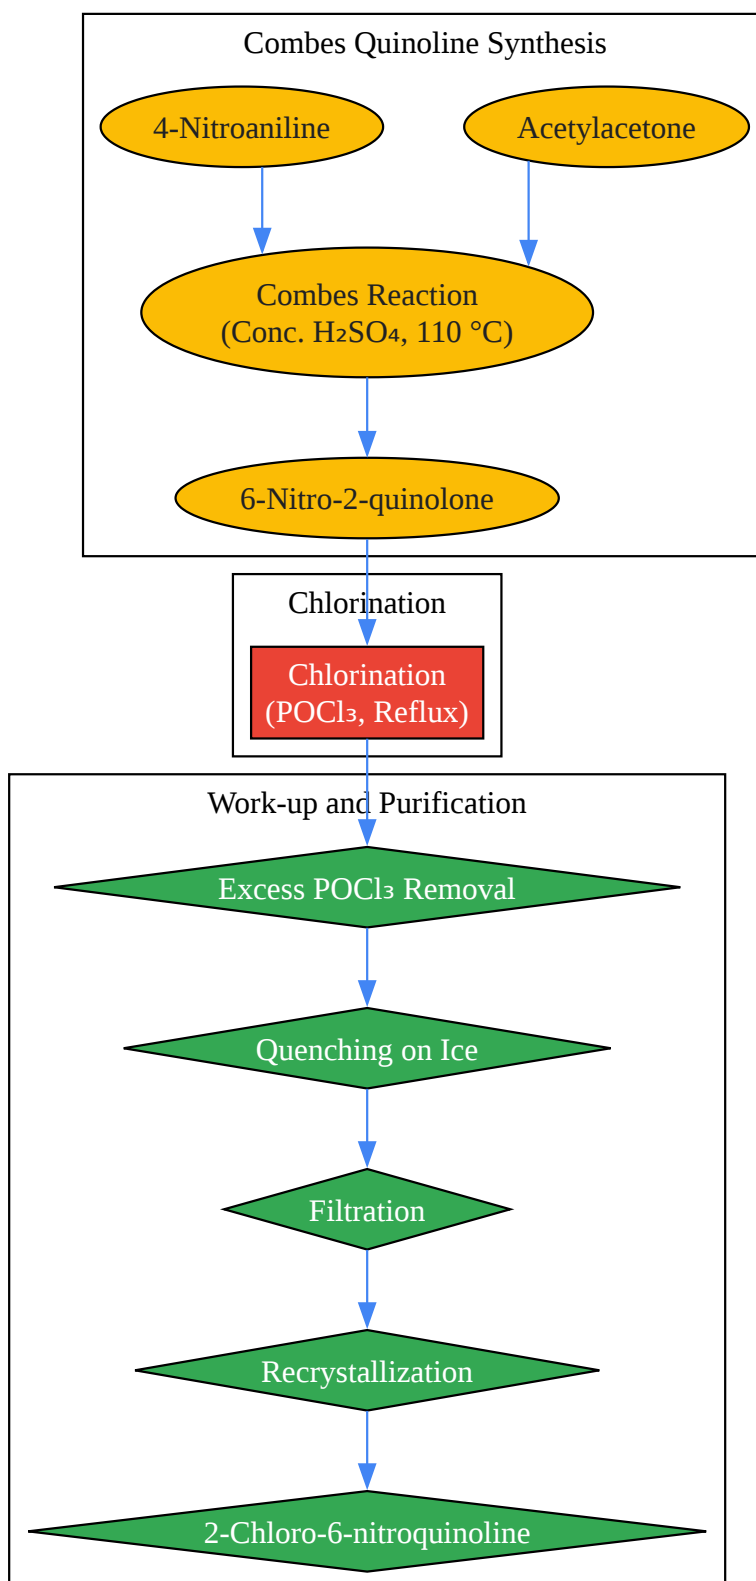 Combes Quinoline Synthesis
4-Nitroaniline
Acetylacetone
Combes Reaction
(Conc. H₂SO₄, 110 °C)
6-Nitro-2-quinolone
Chlorination
Chlorination
(POCl₃, Reflux)
Work-up and Purification
Excess POCl₃ Removal
Quenching on Ice
Filtration
Recrystallization
2-Chloro-6-nitroquinoline